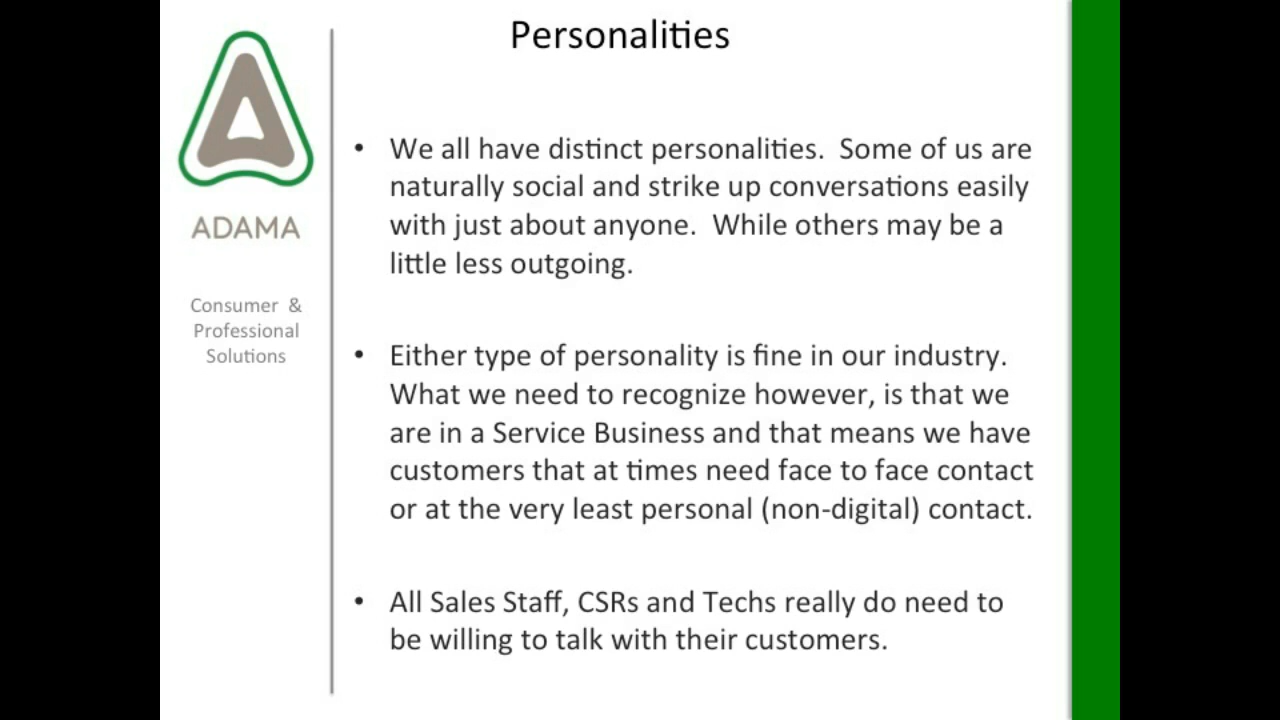 Personalities
ADAMA
Consumer &
Professional
Solutions
• We all have distinct personalities.  Some of us are
naturally social and strike up conversations easily
with just about anyone.  While others may be a
little less outgoing.
• Either type of personality is fine in our industry.
What we need to recognize however, is that we
are in a Service Business and that means we have
customers that at times need face to face contact
or at the very least personal (non-digital) contact.
• All Sales Staff, CSRs and Techs really do need to
be willing to talk with their customers.